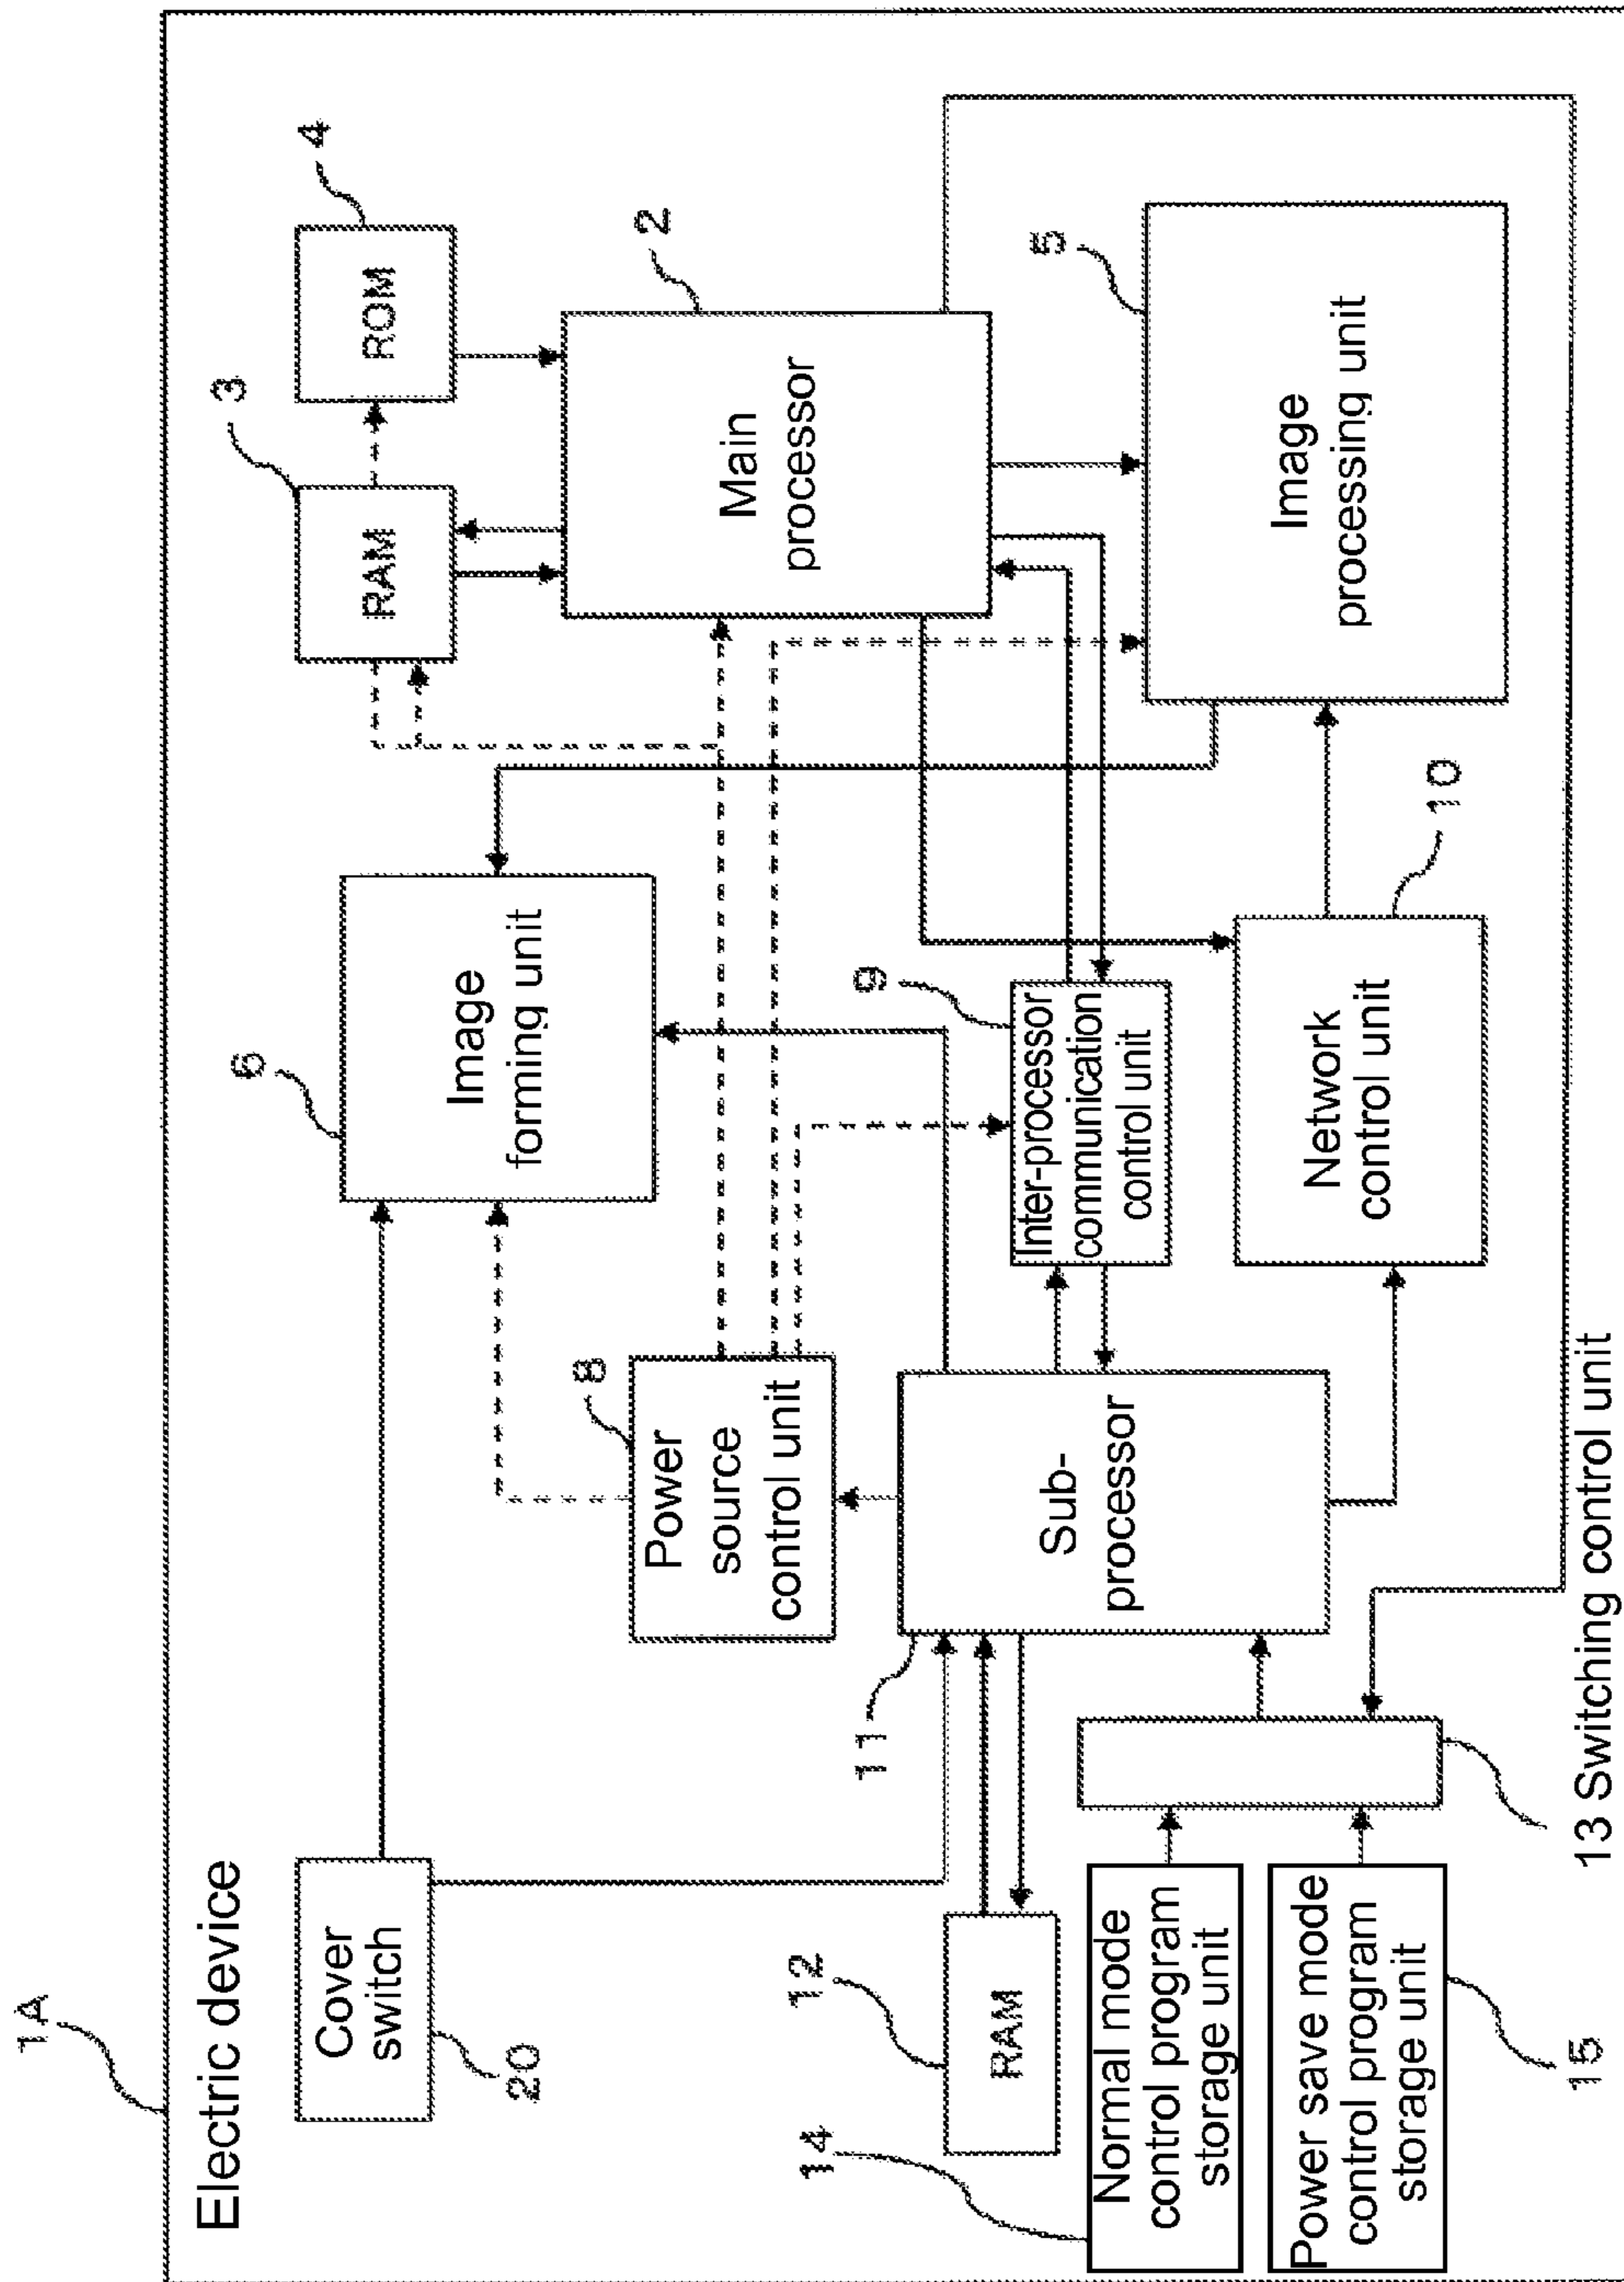 1A
Electric device
Cover
switch
20
6
Image
forming unit
3
RAM
4
ROM
2
Main
processor
8
Power
source
control unit
12
RAM
11
Sub-
processor
9
Inter-processor
communication
control unit
5
Image
processing unit
14
Normal mode
control program
storage unit
Power save mode
control program
storage unit
15
13 Switching control unit
Network
control unit
10